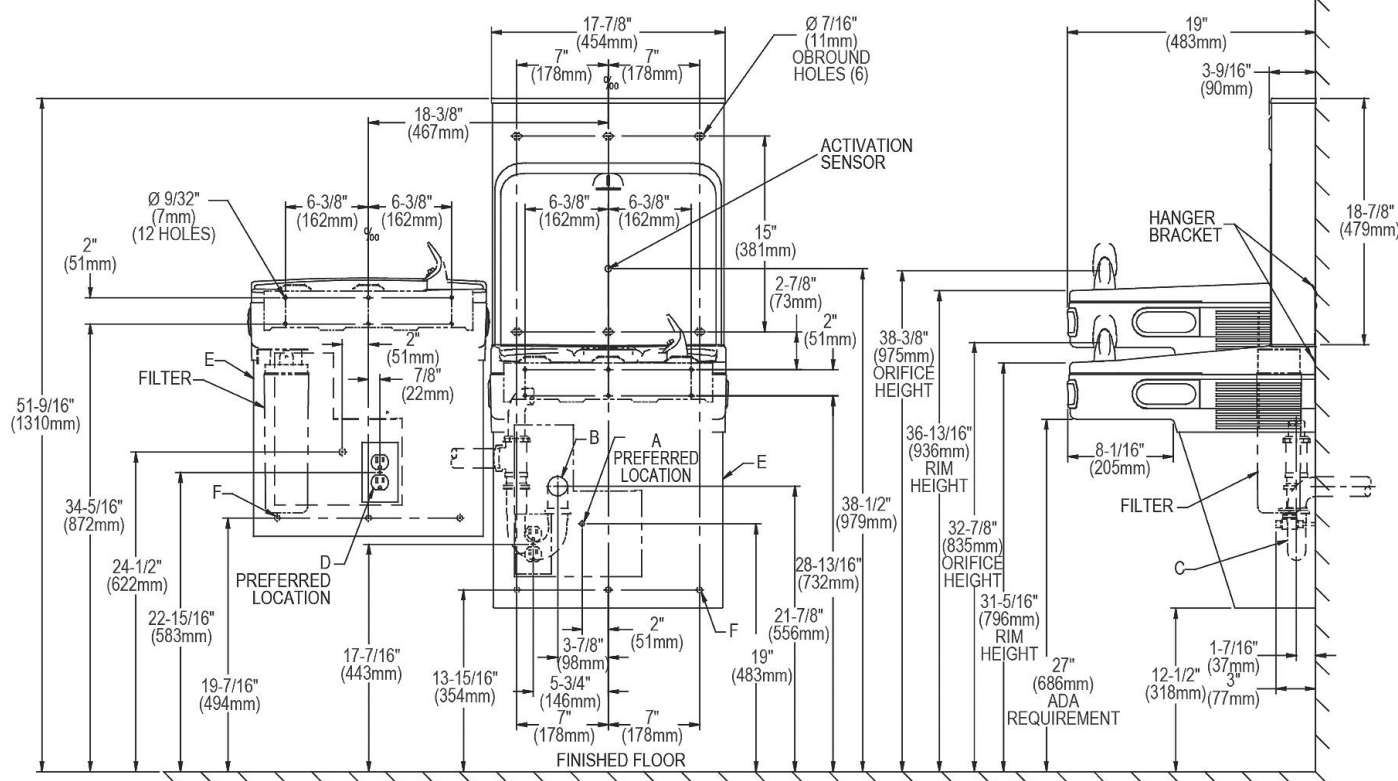 17-7/8"
(454mm)
7"
(178mm)
7"
(178mm)
Ø 7/16"
(11mm)
OBROUND
HOLES (6)
%
18-3/8"
(467mm)
ACTIVATION
SENSOR
Ø 9/32"
(7mm)
(12 HOLES)
6-3/8"
(162mm)
6-3/8"
(162mm)
%
6-3/8"
(162mm)
6-3/8"
(162mm)
15"
(381mm)
2"
(51mm)
2-7/8"
(73mm)
2"
(51mm)
2"
(51mm)
7/8"
(22mm)
E
FILTER
51-9/16"
(1310mm)
34-5/16"
(872mm)
F
24-1/2"
(622mm)
D
PREFERRED
LOCATION
22-15/16"
(583mm)
19-7/16"
(494mm)
17-7/16"
(443mm)
13-15/16"
(354mm)
B
A
PREFERRED
LOCATION
E
F
2"
(51mm)
3-7/8"
(98mm)
5-3/4"
(146mm)
7"
(178mm)
7"
(178mm)
19"
(483mm)
21-7/8"
(556mm)
28-13/16"
(732mm)
38-1/2"
(979mm)
FINISHED FLOOR
19"
(483mm)
3-9/16"
(90mm)
HANGER
BRACKET
18-7/8"
(479mm)
38-3/8"
(975mm)
ORIFICE
HEIGHT
36-13/16"
(936mm)
RIM
HEIGHT
32-7/8"
(835mm)
ORIFICE
HEIGHT
31-5/16"
(796mm)
RIM
HEIGHT
8-1/16"
(205mm)
FILTER
C
27"
(686mm)
ADA
REQUIREMENT
12-1/2"
(318mm)
1-7/16"
(37mm)
3"
(77mm)